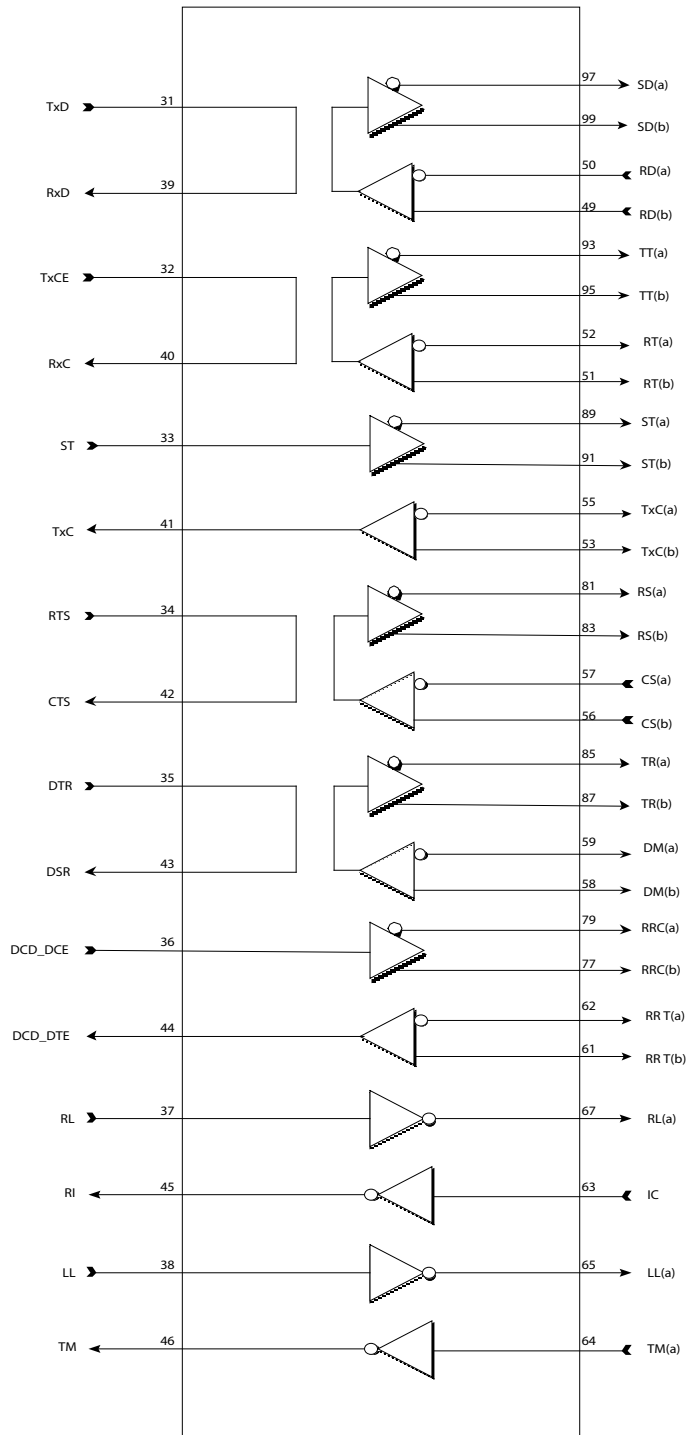 97 SD(a)
TxD 31
99 SD(b)
50 RD(a)
RxD 39
49 RD(b)
93 TT(a)
TxCE 32
95 TT(b)
52 RT(a)
RxC 40
51 RT(b)
89 ST(a)
ST 33
91 ST(b)
55 TxC(a)
TxC 41
53 TxC(b)
81 RS(a)
RTS 34
83 RS(b)
57 CS(a)
CTS 42
56 CS(b)
85 TR(a)
DTR 35
87 TR(b)
59 DM(a)
DSR 43
58 DM(b)
79 RRC(a)
DCD_DCE 36
77 RRC(b)
62 RR T(a)
DCD_DTE 44
61 RR T(b)
RL 37 67 RL(a)
RI 45 63 IC
LL 38 65 LL(a)
TM 46 64 TM(a)